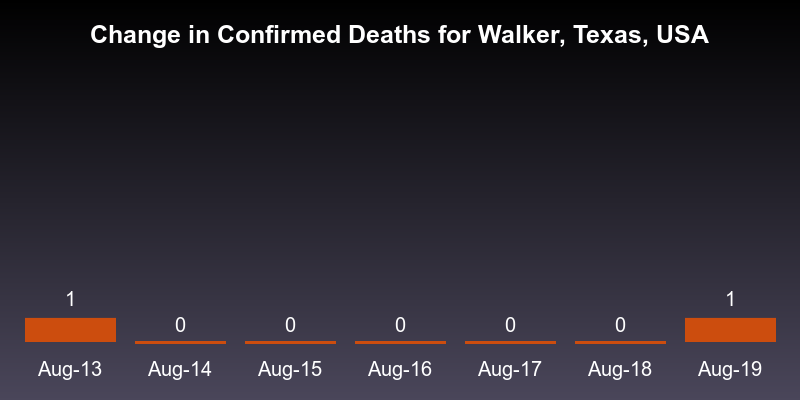 Change in Confirmed Deaths for Walker, Texas, USA
1 0 0 0 0 0 1
Aug-13 Aug-14 Aug-15 Aug-16 Aug-17 Aug-18 Aug-19